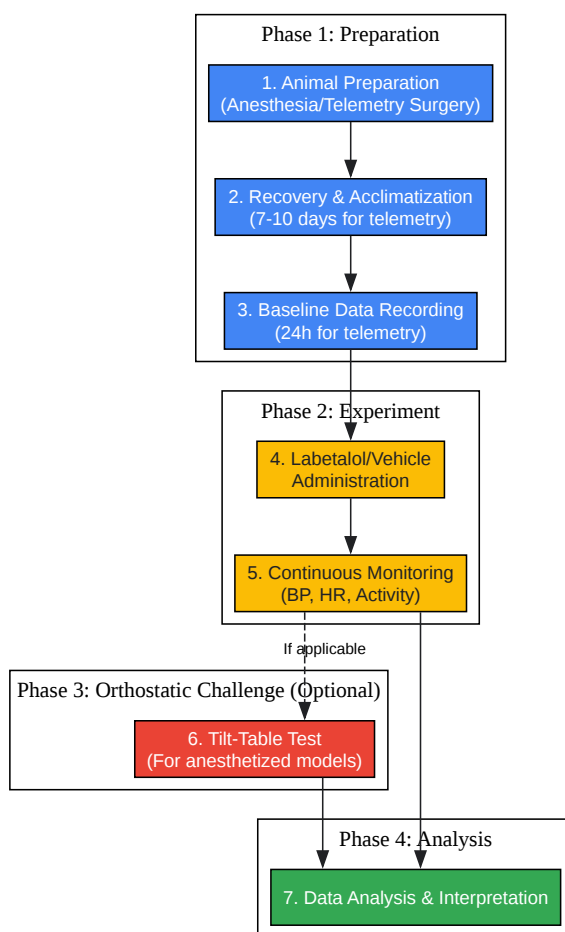 Phase 1: Preparation
1. Animal Preparation
(Anesthesia/Telemetry Surgery)
2. Recovery & Acclimatization
(7-10 days for telemetry)
3. Baseline Data Recording
(24h for telemetry)
Phase 2: Experiment
4. Labetalol/Vehicle
Administration
5. Continuous Monitoring
(BP, HR, Activity)
If applicable
Phase 3: Orthostatic Challenge (Optional)
6. Tilt-Table Test
(For anesthetized models)
Phase 4: Analysis
7. Data Analysis & Interpretation